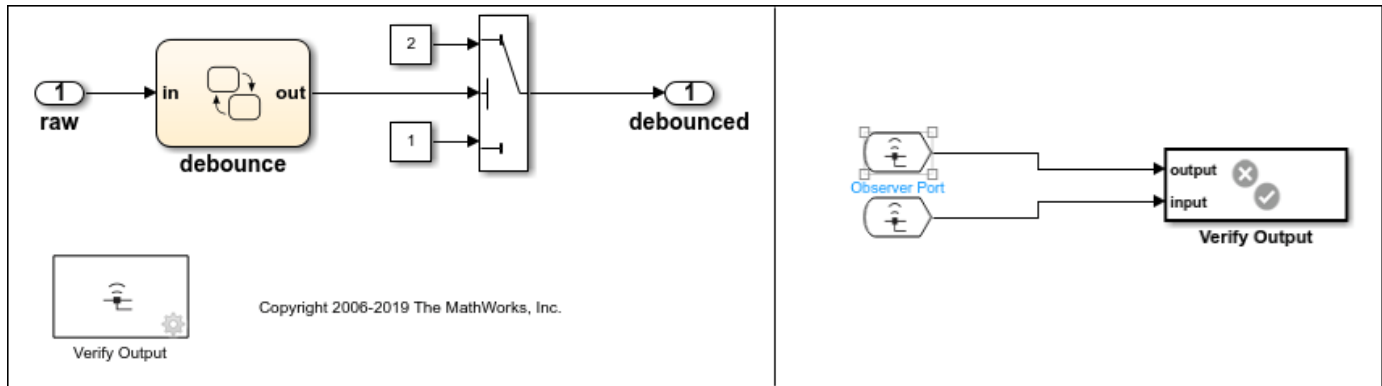 2
1
raw
in
out
debounce
1
1
debounced
Verify Output
Copyright 2006-2019 The MathWorks, Inc.
Observer Port
output
input
Verify Output